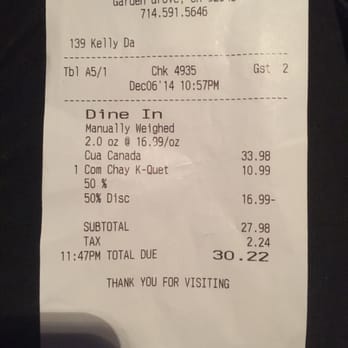 Garden Grove, CA
714.591.5646
139 Kelly Da
Tbl A5/1 Chk 4935 Gst 2
Dec06'14 10:57PM
Dine In
Manually Weighed
2.0 oz @ 16.99/oz
Cua Canada 33.98
1 Com Chay K-Quet 10.99
50 %
50% Disc 16.99-
SUBTOTAL 27.98
TAX 2.24
11:47PM TOTAL DUE 30.22
THANK YOU FOR VISITING